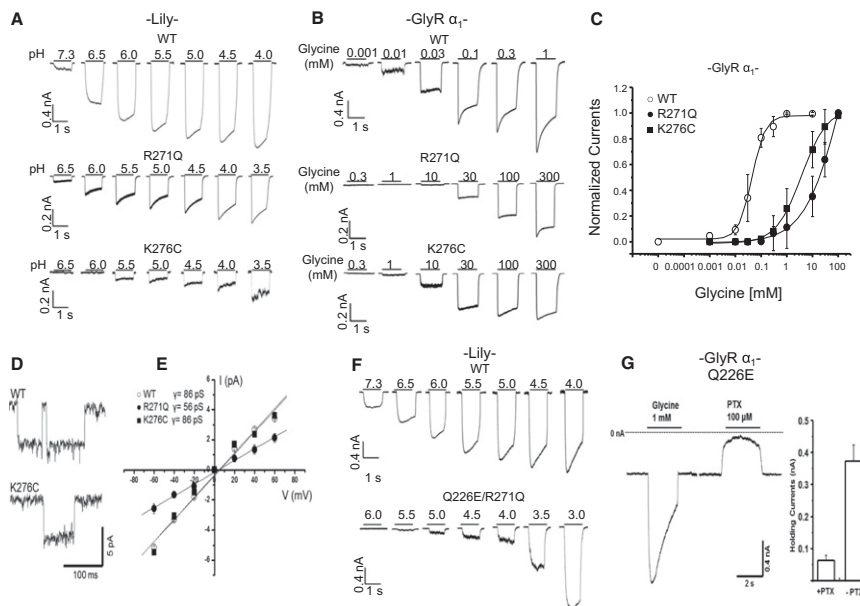 A
-Lily-
WT
pH 7.3 6.5 6.0 5.5 5.0 4.5 4.0
0.4 nA
1 s
R271Q
6.5 6.0 5.5 5.0 4.5 4.0 3.5
0.2 nA
1 s
K276C
pH 6.5 6.0 5.5 5.0 4.5 4.0 3.5
0.2 nA
1 s
B
-GlyR α1-
WT
Glycine (mM) 0.001 0.01 0.03 0.1 0.3 1
0.4 nA
1 s
R271Q
Glycine (mM) 0.3 1 10 30 100 300
0.2 nA
1 s
K276C
Glycine (mM) 0.3 1 10 30 100 300
0.2 nA
1 s
C
-GlyR α1-
WT
R271Q
K276C
Normalized Currents
1.2
1.0
0.8
0.6
0.4
0.2
0.0
0 0.0001 0.001 0.01 0.1 1 10 100
Glycine [mM]
D
WT
K276C
5 pA
100 ms
E
I (pA)
WT γ= 86 pS
R271Q γ= 56 pS
K276C γ= 86 pS
6
4
2
-80 -60 -40 -20 20 40 60 80
V (mV)
-2
-4
-6
F
-Lily-
WT
7.3 6.5 6.0 5.5 5.0 4.5 4.0
0.4 nA
1 s
Q226E/R271Q
6.0 5.5 5.0 4.5 4.0 3.5 3.0
0.4 nA
1 s
G
-GlyR α1-
Q226E
Glycine
1 mM
PTX
100 μM
0 nA
0.4 nA
2 s
Holding Currents (nA)
0.5
0.4
0.3
0.2
0.1
0.0
+PTX -PTX